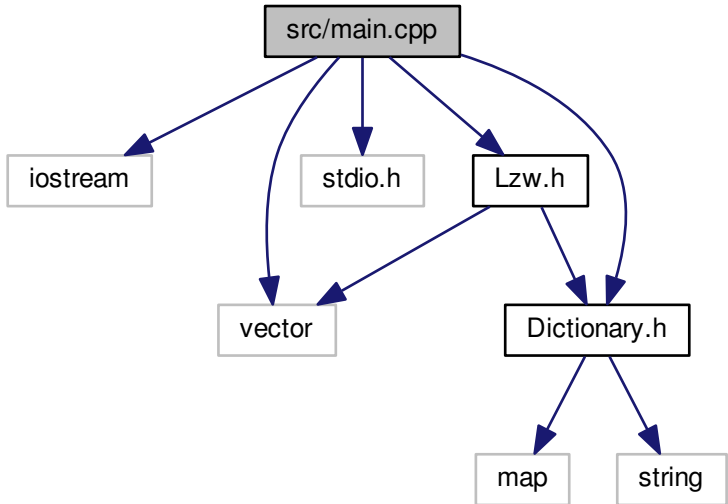 src/main.cpp
iostream
stdio.h
Lzw.h
vector
Dictionary.h
map
string